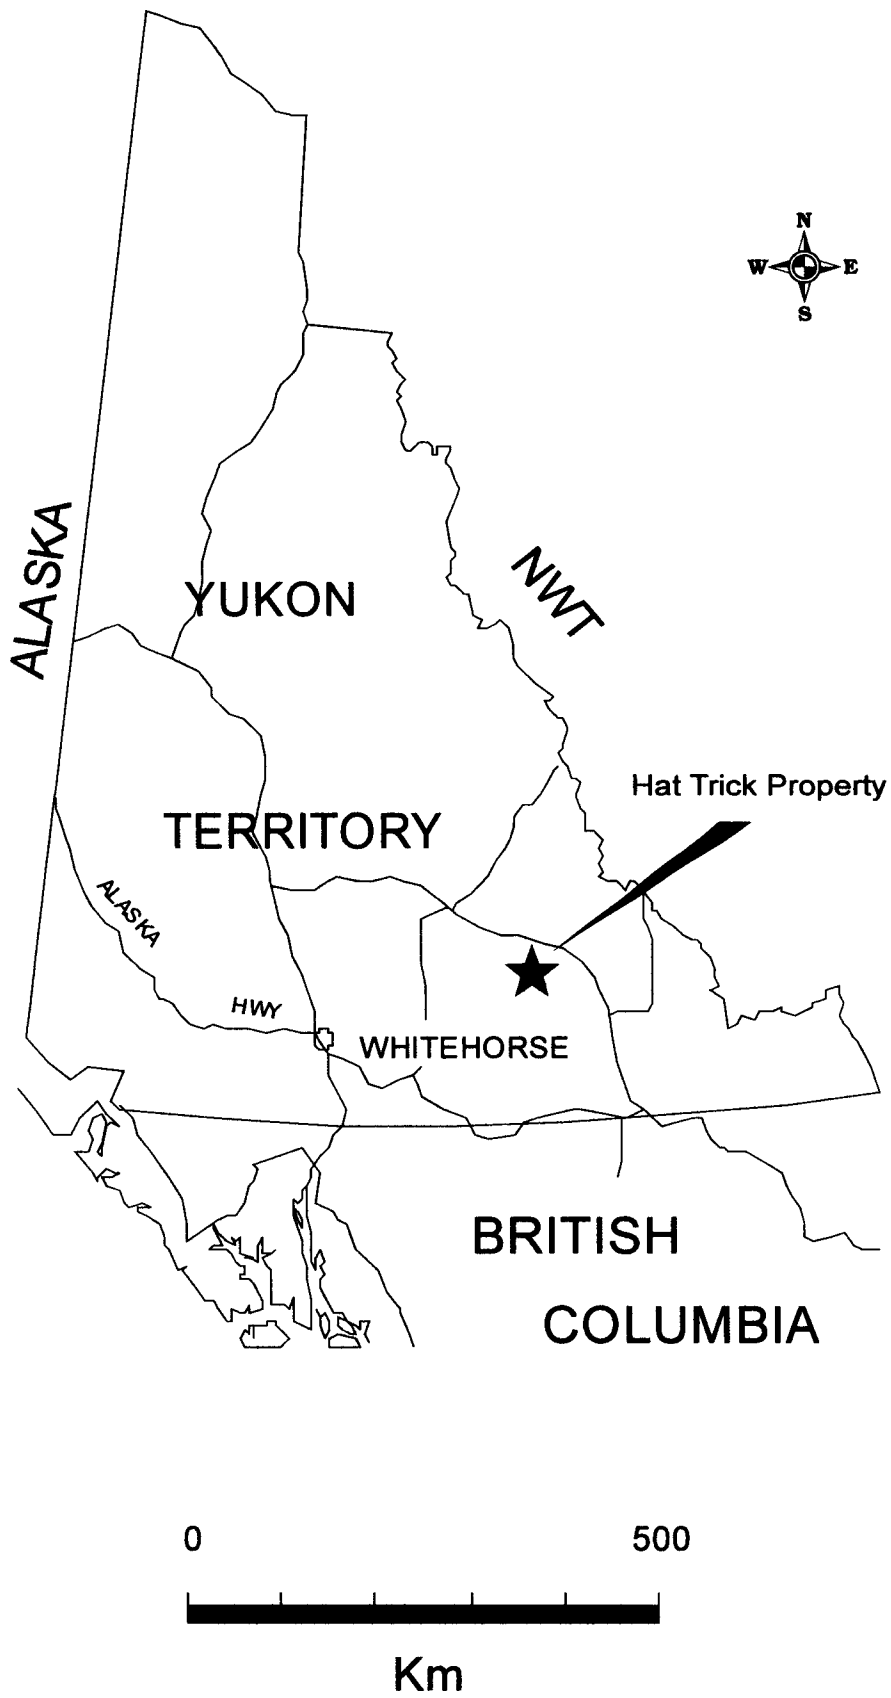 N
W E
S
ALASKA
NWT
YUKON
Hat Trick Property
TERRITORY
ALASKA
HWY
WHITEHORSE
BRITISH
COLUMBIA
0 500
Km